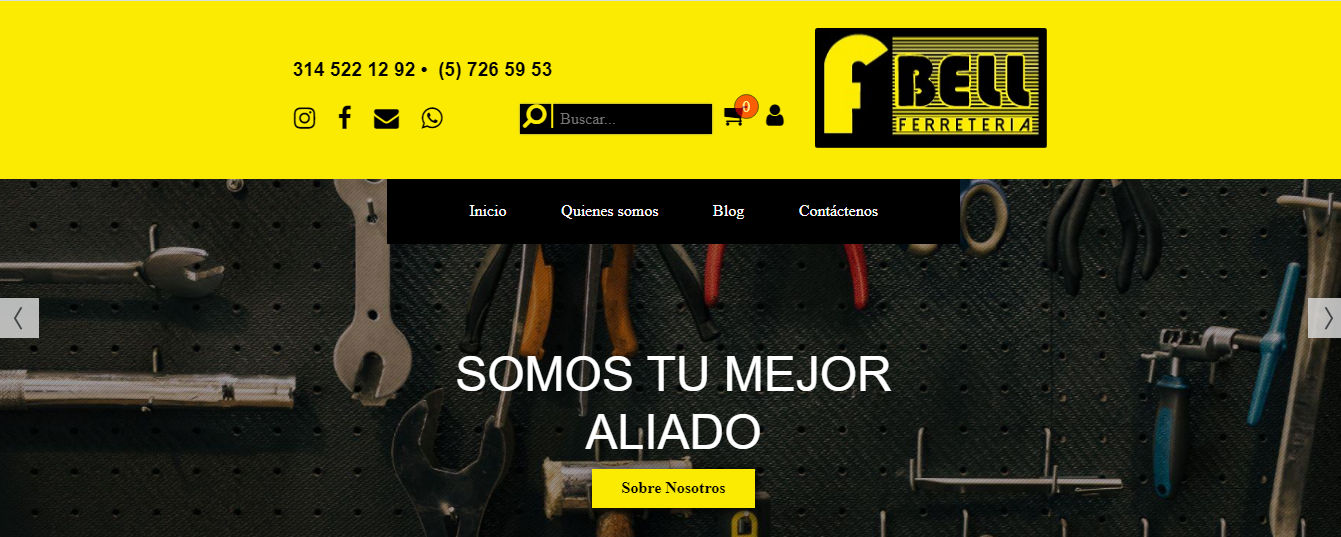 314 522 12 92 •  (5) 726 59 53
Buscar...
0
f BELL
FERRETERIA
Inicio
Quienes somos
Blog
Contáctenos
SOMOS TU MEJOR
ALIADO
Sobre Nosotros